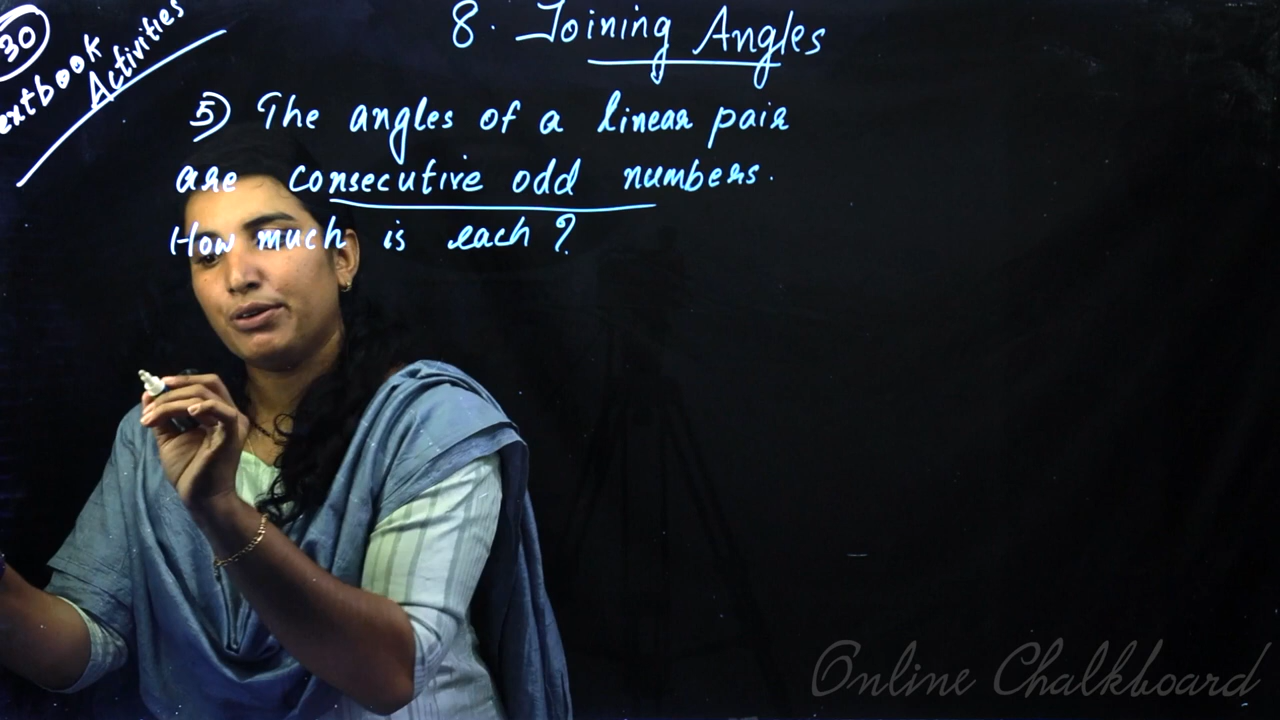 30
Textbook
Activities
8. Joining Angles
5) The angles of a linear pair
are consecutive odd numbers.
How much is each?
Online Chalkboard